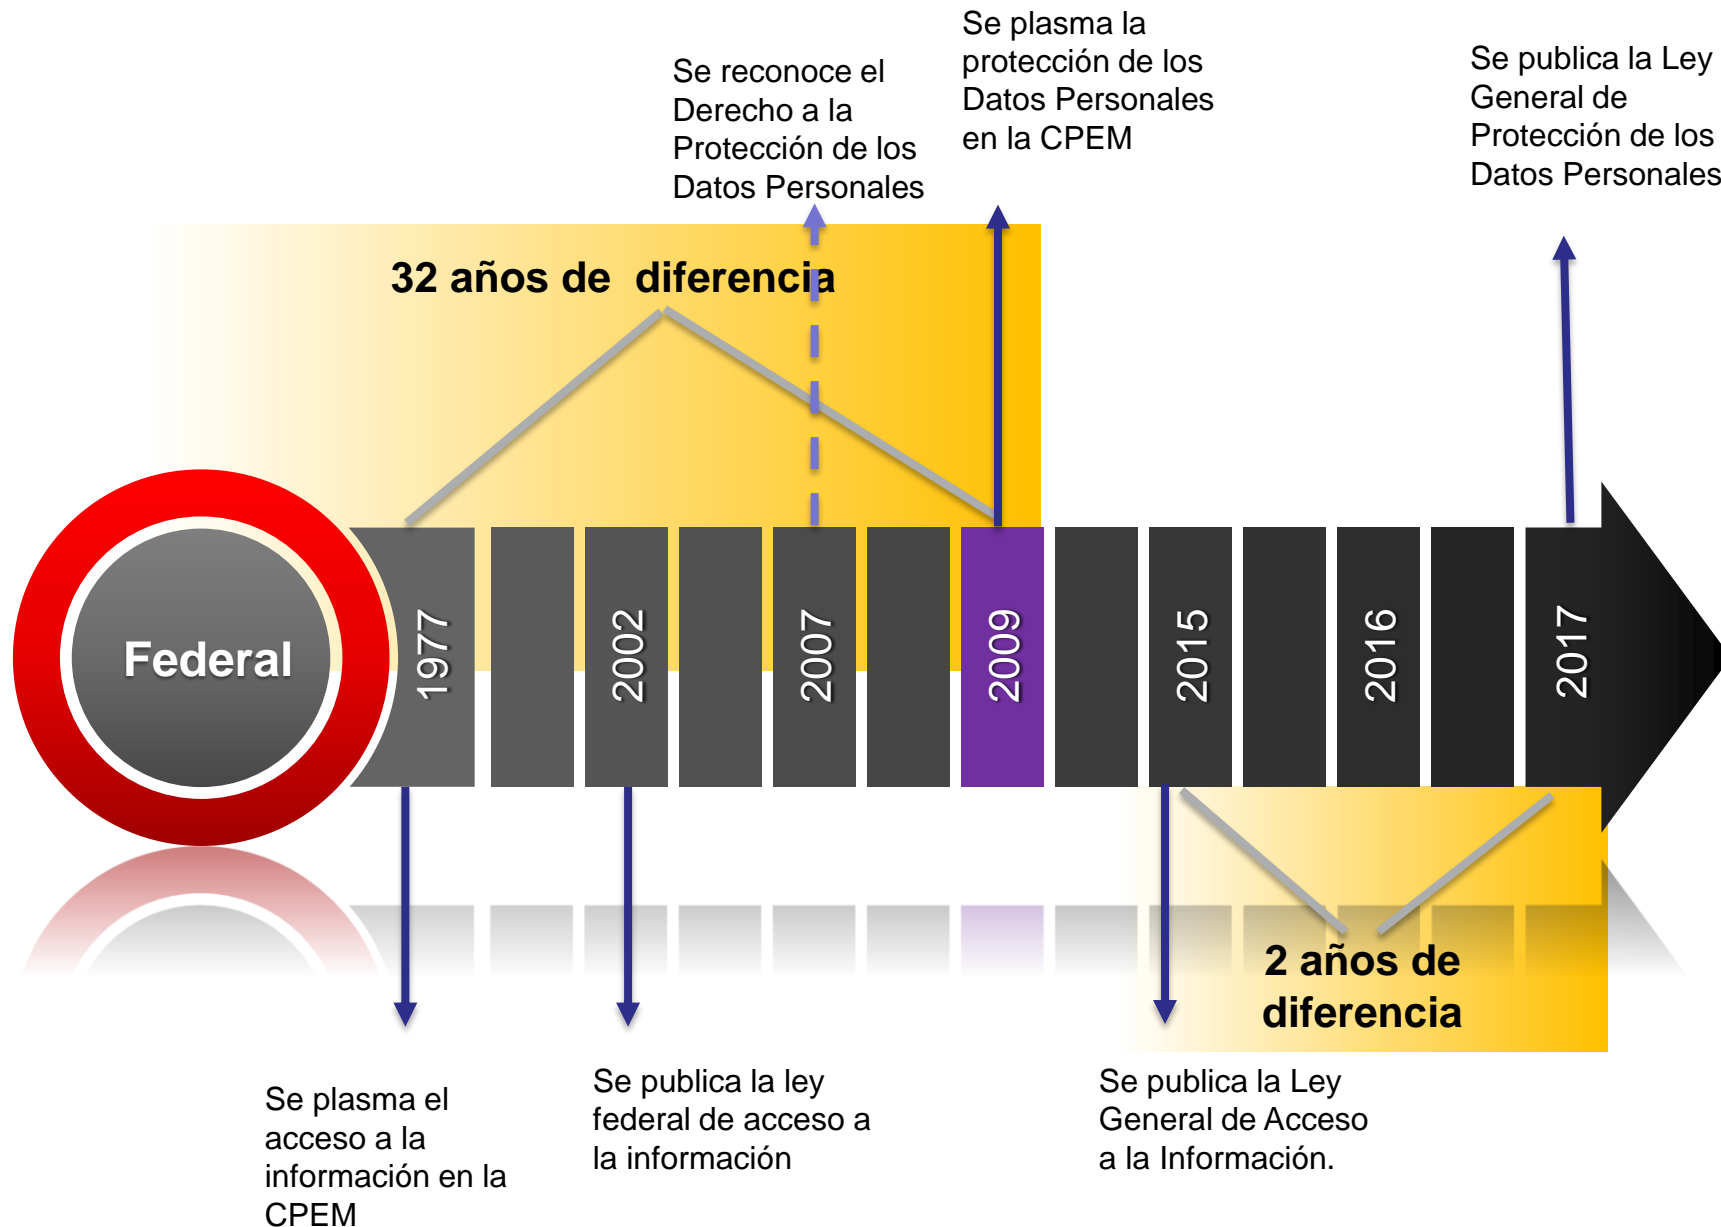 Se reconoce el
Derecho a la
Protección de los
Datos Personales
Se plasma la
protección de los
Datos Personales
en la CPEM
Se publica la Ley
General de
Protección de los
Datos Personales
32 años de  diferencia
Federal
1977
2002
2007
2009
2015
2016
2017
2 años de
diferencia
Se plasma el
acceso a la
información en la
CPEM
Se publica la ley
federal de acceso a
la información
Se publica la Ley
General de Acceso
a la Información.